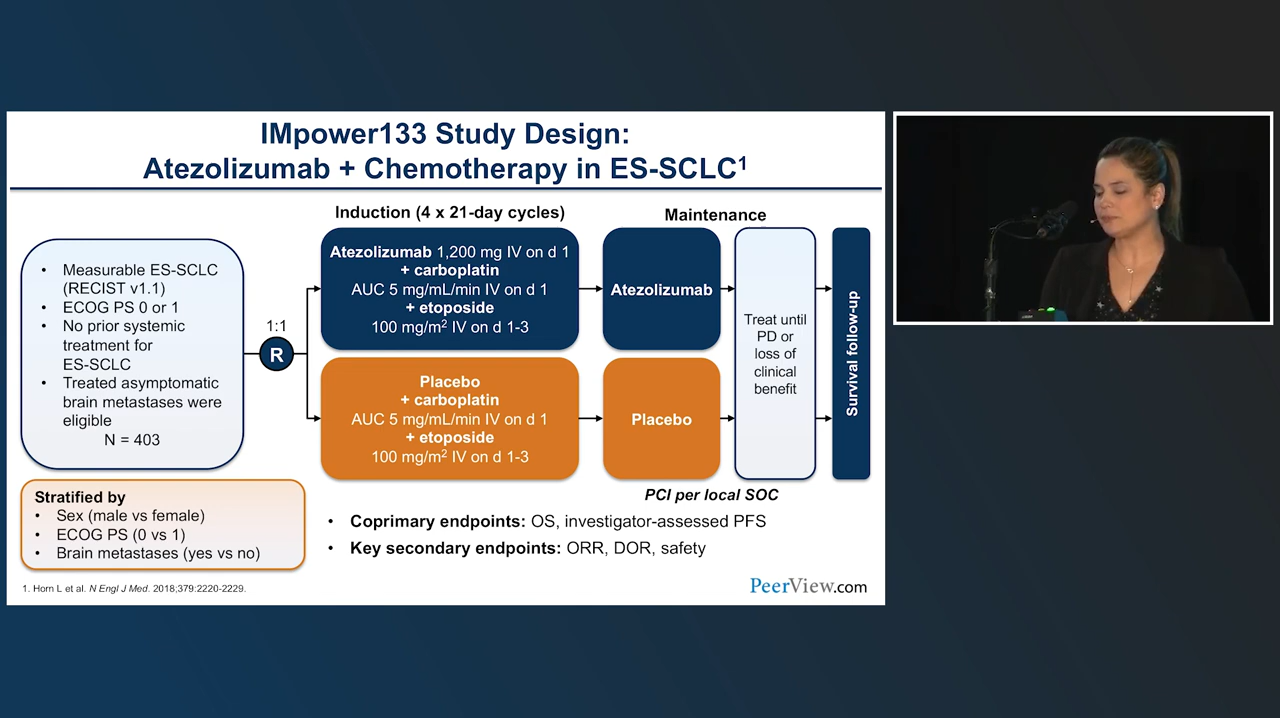 IMpower133 Study Design:
Atezolizumab + Chemotherapy in ES-SCLC¹
Induction (4 x 21-day cycles)
Maintenance
• Measurable ES-SCLC
(RECIST v1.1)
• ECOG PS 0 or 1
• No prior systemic
treatment for
ES-SCLC
• Treated asymptomatic
brain metastases were
eligible
N = 403
1:1
R
Atezolizumab 1,200 mg IV on d 1
+ carboplatin
AUC 5 mg/mL/min IV on d 1
+ etoposide
100 mg/m² IV on d 1-3
Placebo
+ carboplatin
AUC 5 mg/mL/min IV on d 1
+ etoposide
100 mg/m² IV on d 1-3
Atezolizumab
Placebo
Treat until
PD or
loss of
clinical
benefit
Survival follow-up
PCI per local SOC
Stratified by
• Sex (male vs female)
• ECOG PS (0 vs 1)
• Brain metastases (yes vs no)
• Coprimary endpoints: OS, investigator-assessed PFS
• Key secondary endpoints: ORR, DOR, safety
1. Horn L et al. N Engl J Med. 2018;379:2220-2229.
PeerView.com